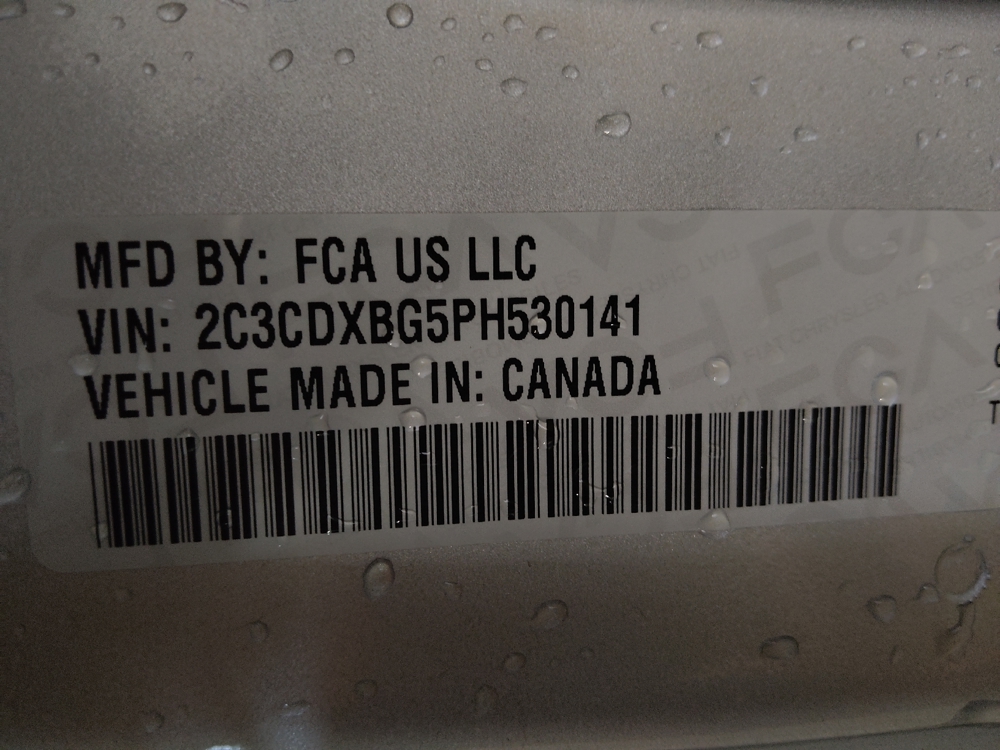 MFD BY: FCA US LLC
VIN: 2C3CDXBG5PH530141
VEHICLE MADE IN: CANADA